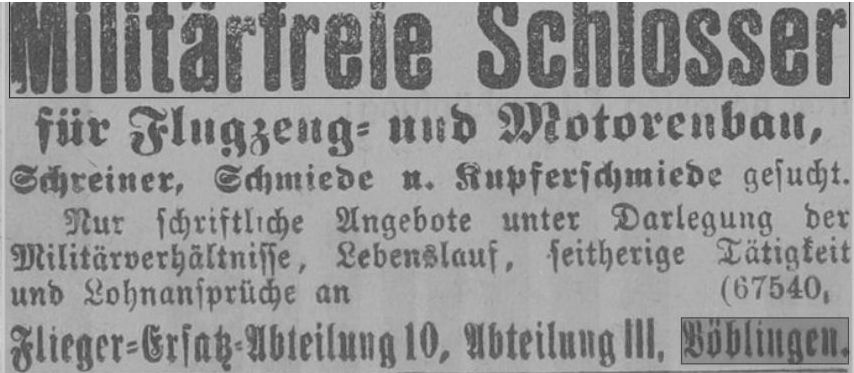 Militärfreie Schlosser
für Flugzeug- und Motorenbau,
Schreiner, Schmiede u. Kupferschmiede gesucht.
Nur schriftliche Angebote unter Darlegung der
Militärverhältnisse, Lebenslauf, seitherige Tätigkeit
und Lohnansprüche an (67540,
Flieger-Ersatz-Abteilung 10, Abteilung III, Böblingen.